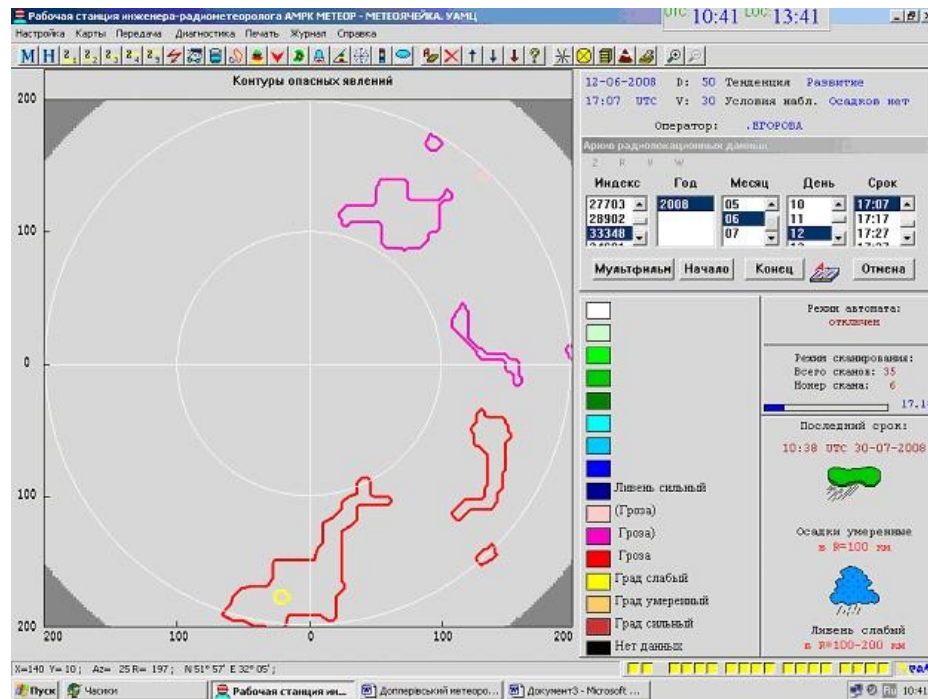 Рабочая станция инженера-радиометеоролога АМРК МЕТЕОР - МЕТЕОЯЧЕЙКА. УАМЦ
UTC 10:41 LOC 13:41
Настройка Карты Передача Диагностика Печать Журнал Справка
M H
Контуры опасных явлений
200
100
0
100
200
200 100 0 100 200
12-06-2008 D: 50 Тенденция Развитие
17:07 UTC V: 30 Условия набл. Осадков нет
Оператор: .ЕГОРОВА
Архив радиолокационных данных
Z R V W
Индекс Год Месяц День Срок
27703 2008 05 10 17:07
28902 06 11 17:17
33348 07 12 17:27
Мультфильм Начало Конец Отмена
Ливень сильный
(Гроза)
Гроза)
Гроза
Град слабый
Град умеренный
Град сильный
Нет данных
Режим автомата:
отключен
Режим сканирования:
Всего сканов: 35
Номер скана: 6
17.1
Последний срок:
10:38 UTC 30-07-2008
Осадки умеренные
в R=100 км
Ливень слабый
в R=100-200 км
X=140 Y= 10 ; Az= 25 R= 197; N 51° 57' E 32° 05' ;
Пуск Часики Рабочая станция ин... Допперівський метеоро... Документ3 - Microsoft ... Ru 10:41